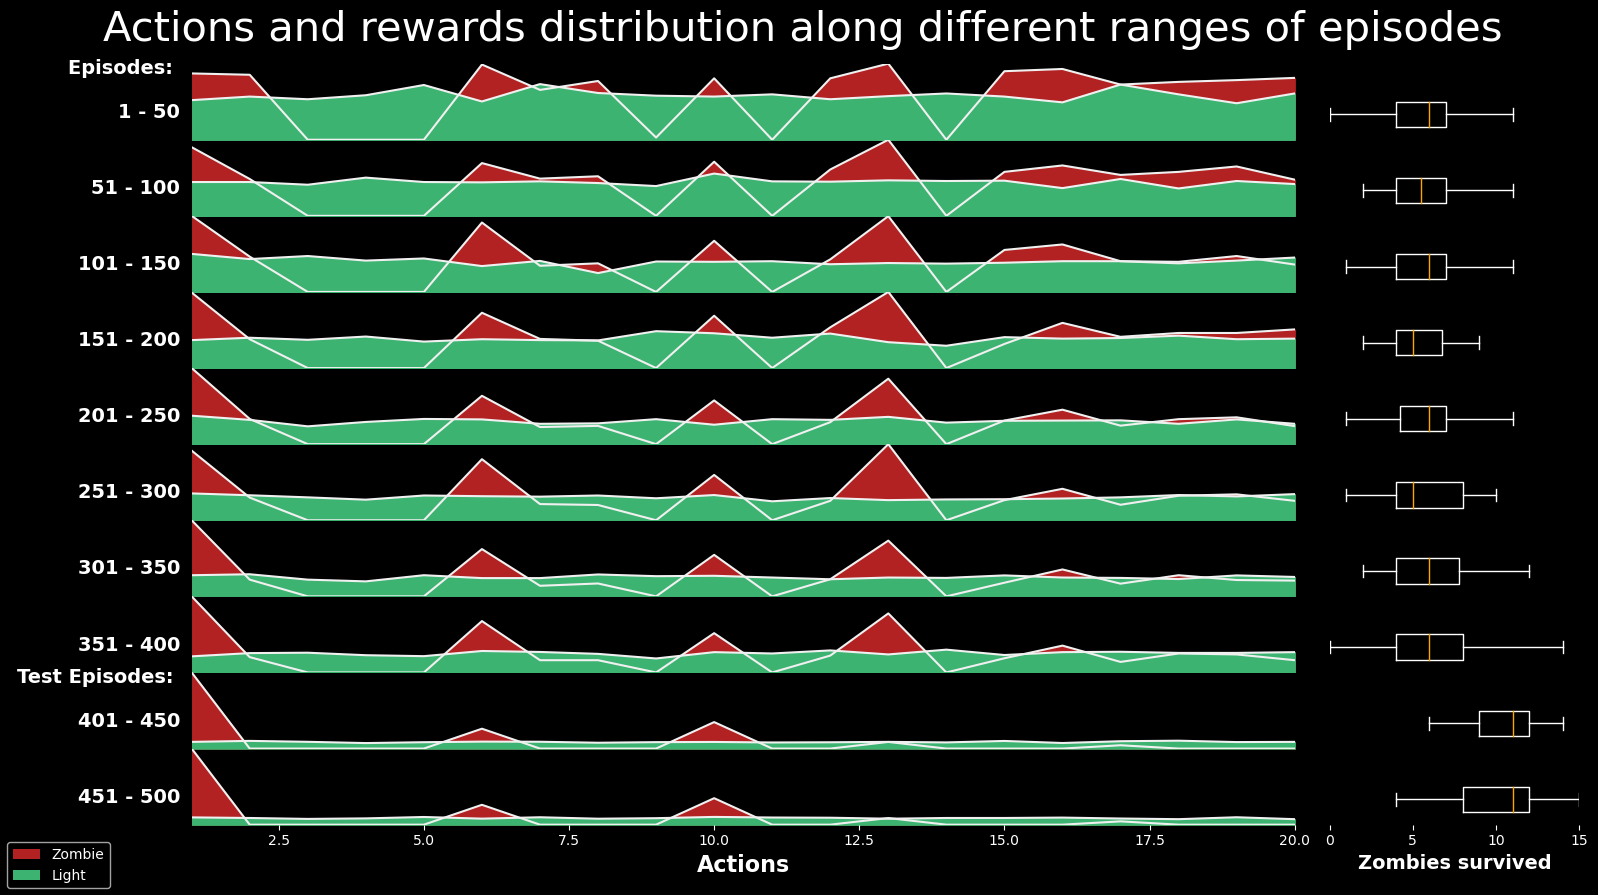 Actions and rewards distribution along different ranges of episodes
Episodes:
1 - 50
51 - 100
101 - 150
151 - 200
201 - 250
251 - 300
301 - 350
351 - 400
Test Episodes:
401 - 450
451 - 500
2.5 5.0 7.5 10.0 12.5 15.0 17.5 20.0 0 5 10 15
Actions Zombies survived
Zombie
Light